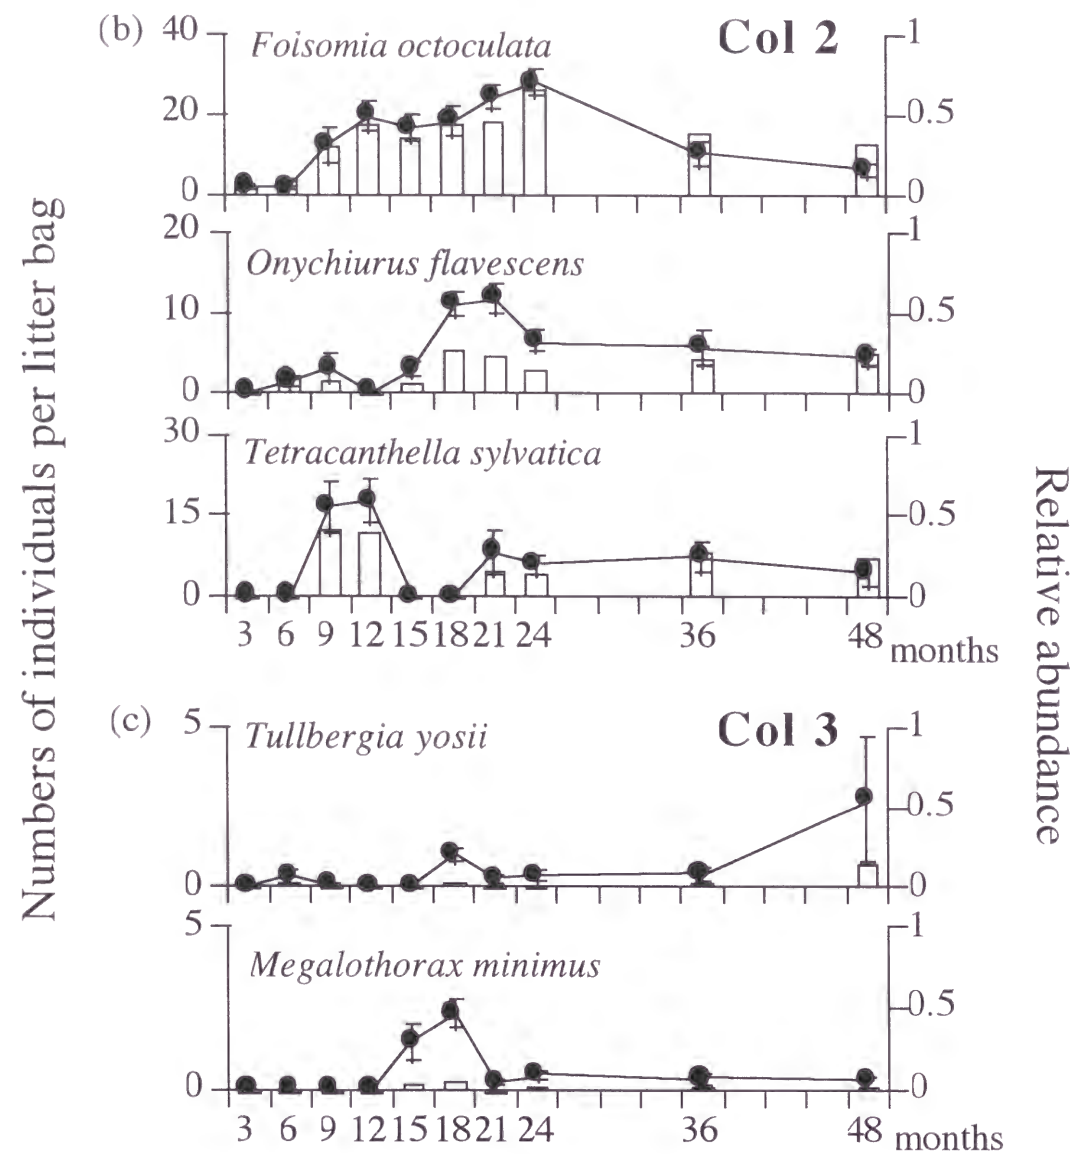 (b)
Col 2
Numbers of individuals per litter bag
Relative abundance
Foisomia octoculata
40
20
0
1
0.5
0
Onychiurus flavescens
20
10
0
1
0.5
0
Tetracanthella sylvatica
30
15
0
1
0.5
0
3 6 9 12 15 18 21 24 36 48 months
(c)
Col 3
Tullbergia yosii
5
0
1
0.5
0
Megalothorax minimus
5
0
1
0.5
0
3 6 9 12 15 18 21 24 36 48 months